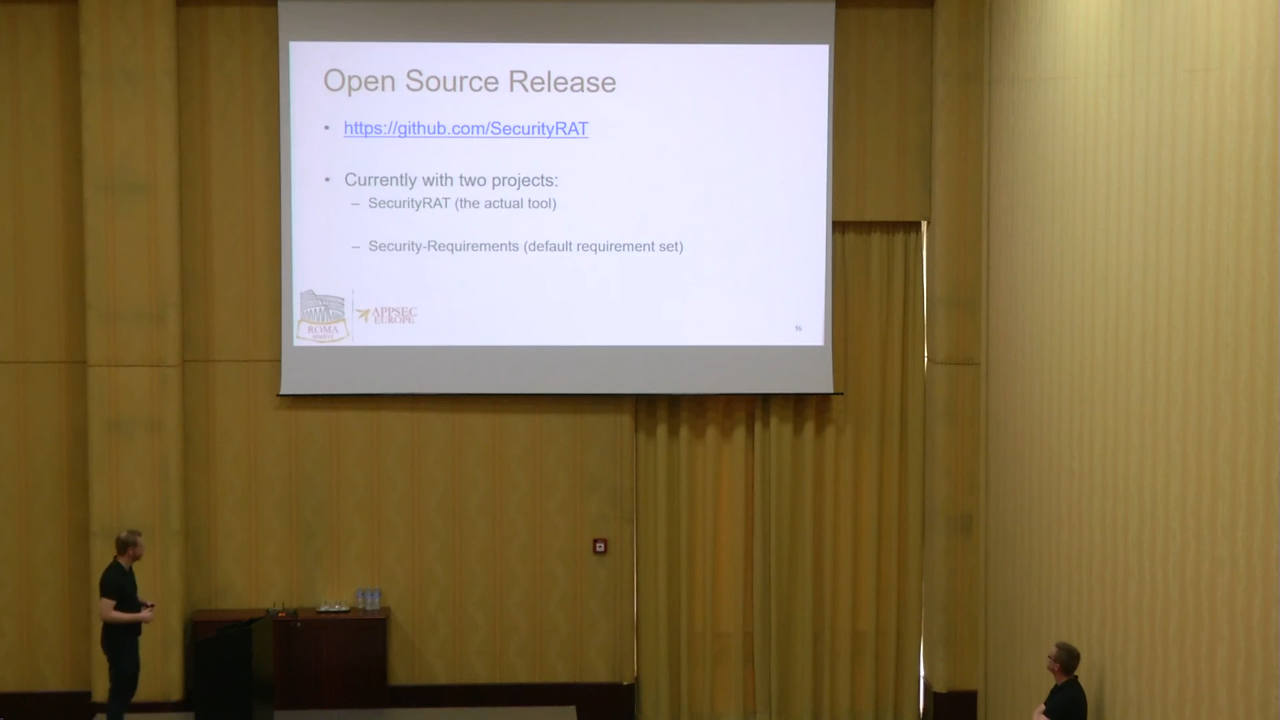 Open Source Release
• https://github.com/SecurityRAT
• Currently with two projects:
– SecurityRAT (the actual tool)
– Security-Requirements (default requirement set)
ROMA
APPSEC
EUROPE
16